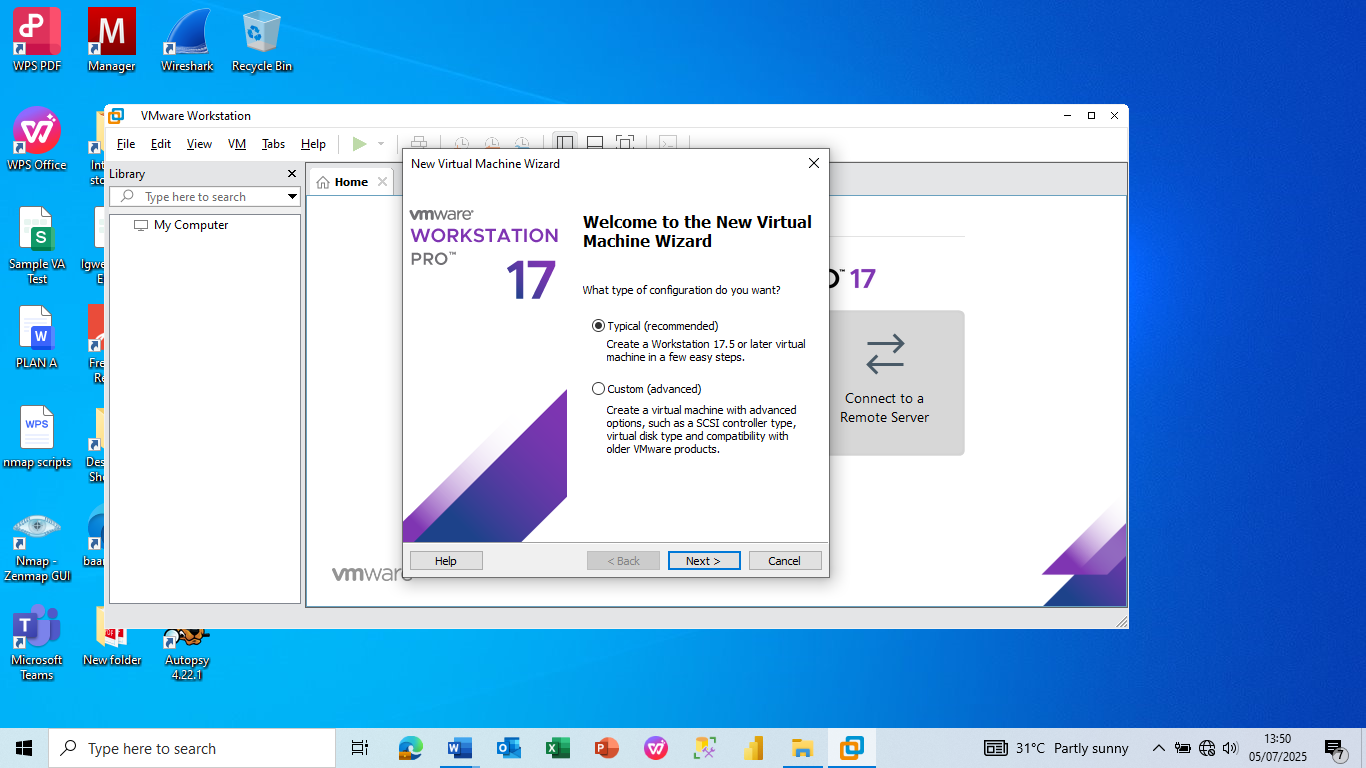 WPS PDF
Manager
Wireshark
Recycle Bin
WPS Office
Sample VA
Test
PLAN A
nmap scripts
Nmap -
Zenmap GUI
Microsoft
Teams
New folder
Autopsy
4.22.1
VMware Workstation
File Edit View VM Tabs Help
Library
Type here to search
My Computer
Home
New Virtual Machine Wizard
vmware®
WORKSTATION
PRO™
17
Welcome to the New Virtual
Machine Wizard
What type of configuration do you want?
Typical (recommended)
Create a Workstation 17.5 or later virtual
machine in a few easy steps.
Custom (advanced)
Create a virtual machine with advanced
options, such as a SCSI controller type,
virtual disk type and compatibility with
older VMware products.
Help < Back Next > Cancel
™ 17
Connect to a
Remote Server
Type here to search
31°C Partly sunny
13:50
05/07/2025
7